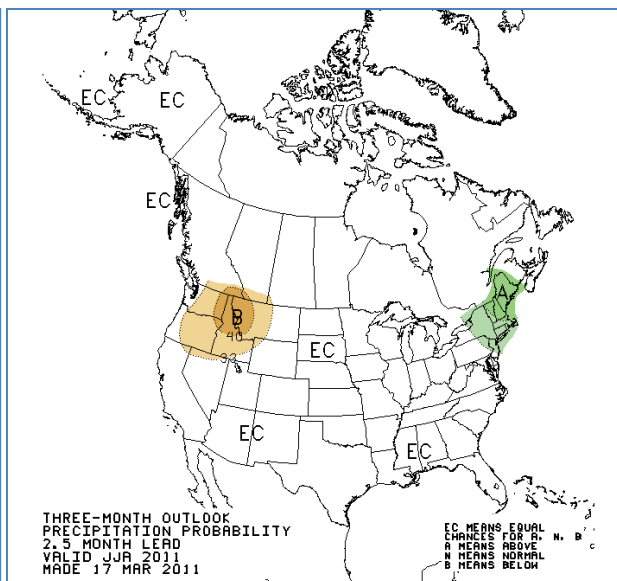 EC
EC
EC
A
B
40
33
EC
EC
EC
THREE-MONTH OUTLOOK
PRECIPITATION PROBABILITY
2.5 MONTH LEAD
VALID JJA 2011
MADE 17 MAR 2011
EC MEANS EQUAL
CHANCES FOR A, N, B
A MEANS ABOVE
N MEANS NORMAL
B MEANS BELOW